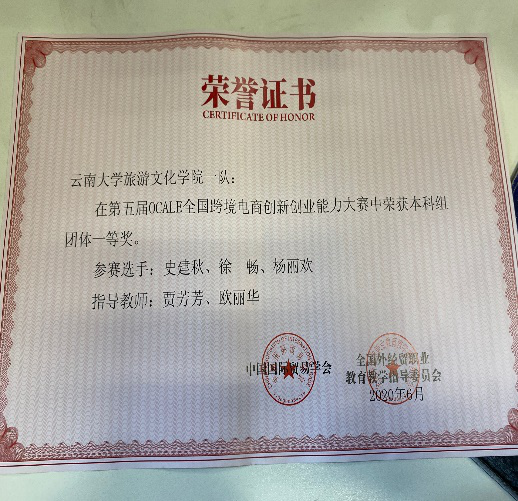 荣誉证书
CERTIFICATE OF HONOR
云南大学旅游文化学院一队：
在第五届OCALE全国跨境电商创新创业能力大赛中荣获本科组
团体一等奖。
参赛选手：史建秋、徐　畅、杨丽欢
指导教师：贾芳芳、欧丽华
中国国际贸易学会
全国外经贸职业
教育教学指导委员会
2020年6月